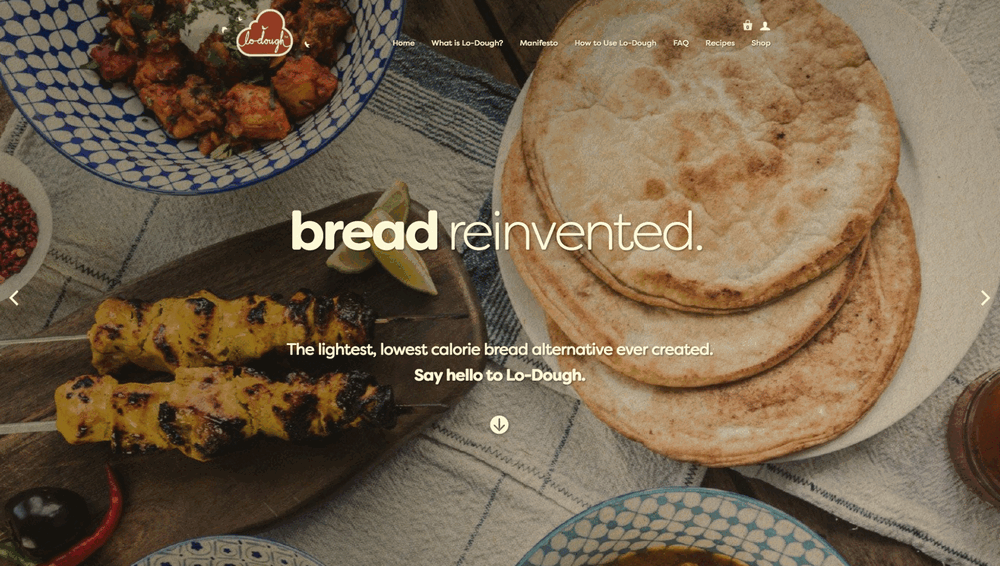 lo-dough
Home What is Lo-Dough? Manifesto How to Use Lo-Dough FAQ Recipes Shop
bread reinvented.
The lightest, lowest calorie bread alternative ever created.
Say hello to Lo-Dough.